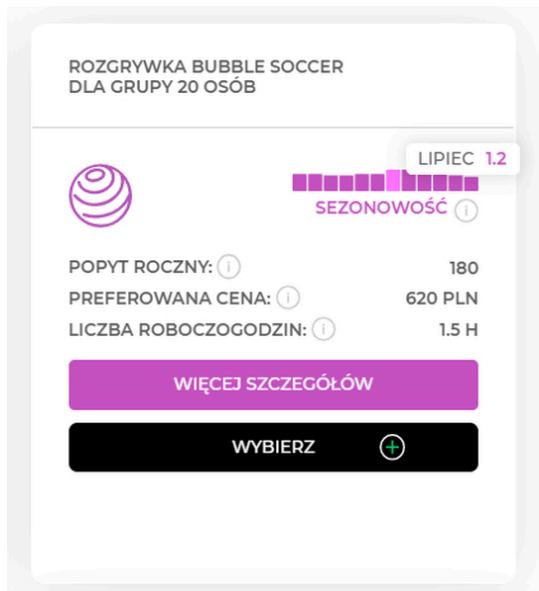 ROZGRYWKA BUBBLE SOCCER
DLA GRUPY 20 OSÓB
LIPIEC 1.2
SEZONOWOŚĆ i
POPYT ROCZNY: i 180
PREFEROWANA CENA: i 620 PLN
LICZBA ROBOCZOGODZIN: i 1.5 H
WIĘCEJ SZCZEGÓŁÓW
WYBIERZ